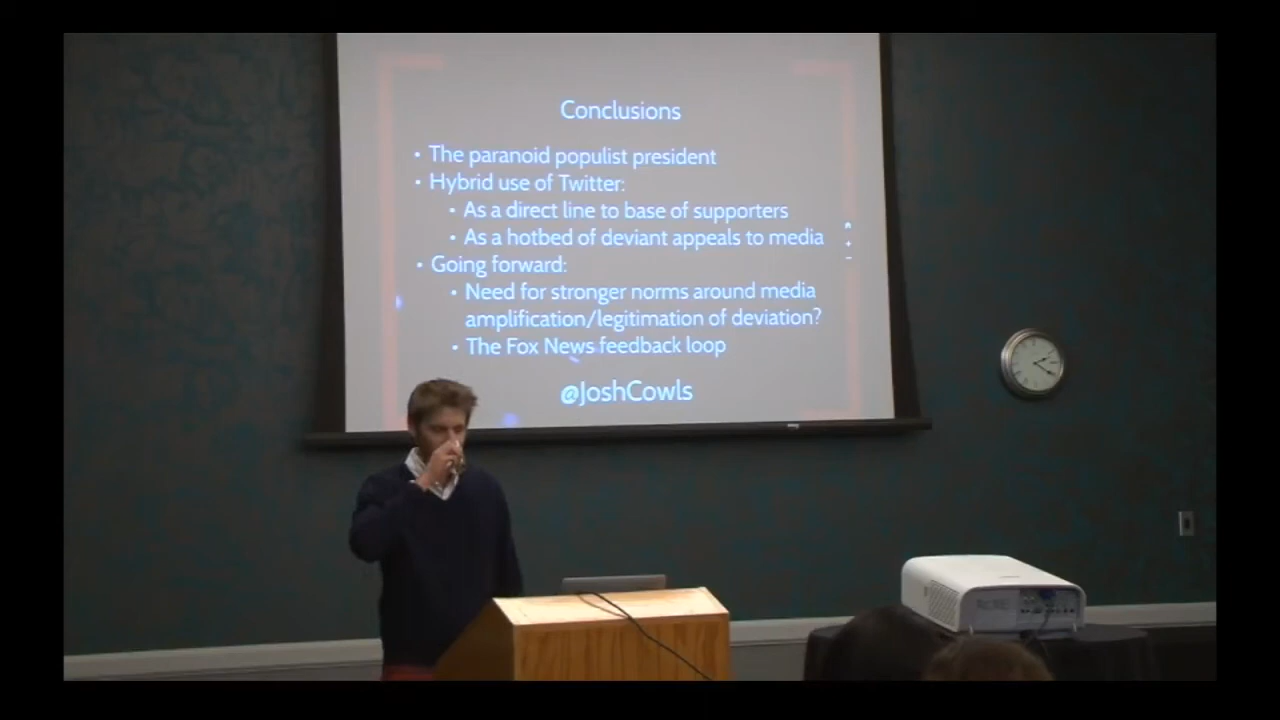 Conclusions
• The paranoid populist president
• Hybrid use of Twitter:
• As a direct line to base of supporters
• As a hotbed of deviant appeals to media
• Going forward:
• Need for stronger norms around media
amplification/legitimation of deviation?
• The Fox News feedback loop
@JoshCowls